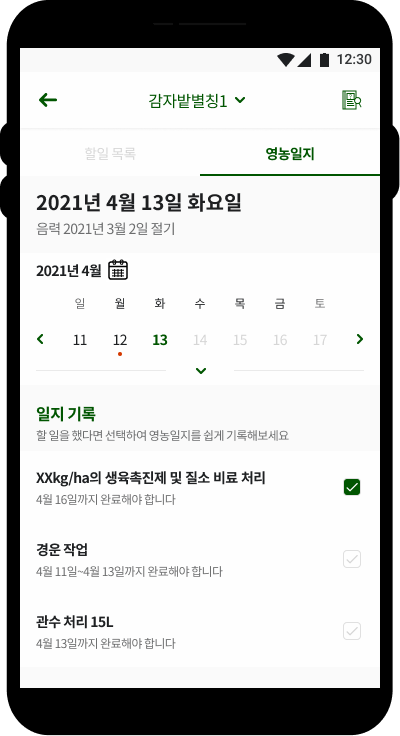 12:30
감자밭별칭1
할일 목록
영농일지
2021년 4월 13일 화요일
음력 2021년 3월 2일 절기
2021년 4월
일 월 화 수 목 금 토
11 12 13 14 15 16 17
일지 기록
할 일을 했다면 선택하여 영농일지를 쉽게 기록해보세요
XXkg/ha의 생육촉진제 및 질소 비료 처리
4월 16일까지 완료해야 합니다
경운 작업
4월 11일~4월 13일까지 완료해야 합니다
관수 처리 15L
4월 13일까지 완료해야 합니다